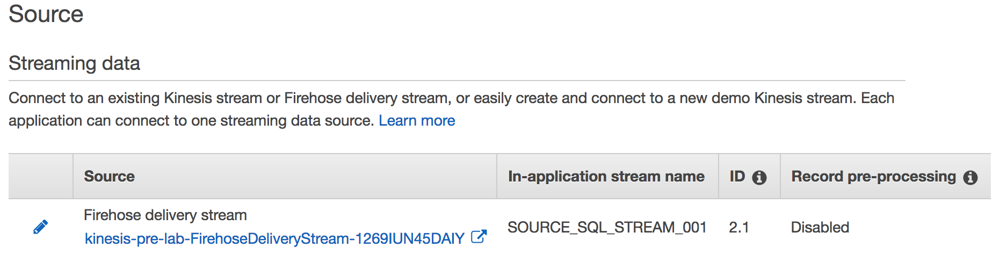 Source
Streaming data
Connect to an existing Kinesis stream or Firehose delivery stream, or easily create and connect to a new demo Kinesis stream. Each
application can connect to one streaming data source. Learn more
Source In-application stream name ID Record pre-processing
Firehose delivery stream
kinesis-pre-lab-FirehoseDeliveryStream-1269IUN45DAIY SOURCE_SQL_STREAM_001 2.1 Disabled